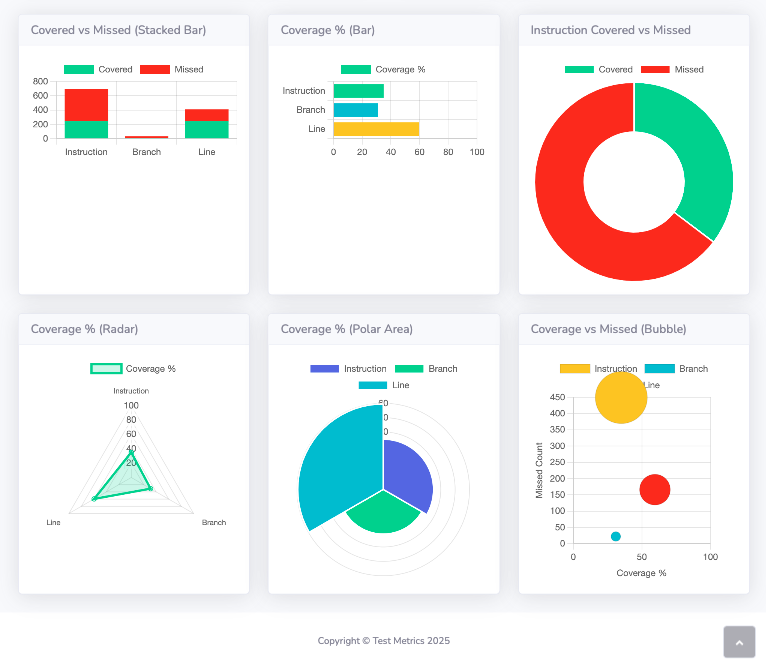 Covered vs Missed (Stacked Bar)
Covered Missed
800
600
400
200
0
Instruction Branch Line
Coverage % (Bar)
Coverage %
Instruction
Branch
Line
0 20 40 60 80 100
Instruction Covered vs Missed
Covered Missed
Coverage % (Radar)
Coverage %
Instruction
100
80
60
40
20
Line
Branch
Coverage % (Polar Area)
Instruction Branch
Line
Coverage vs Missed (Bubble)
Instruction Branch
Line
450
400
350
300
250
200
150
100
50
0
Missed Count
0 50 100
Coverage %
Copyright © Test Metrics 2025